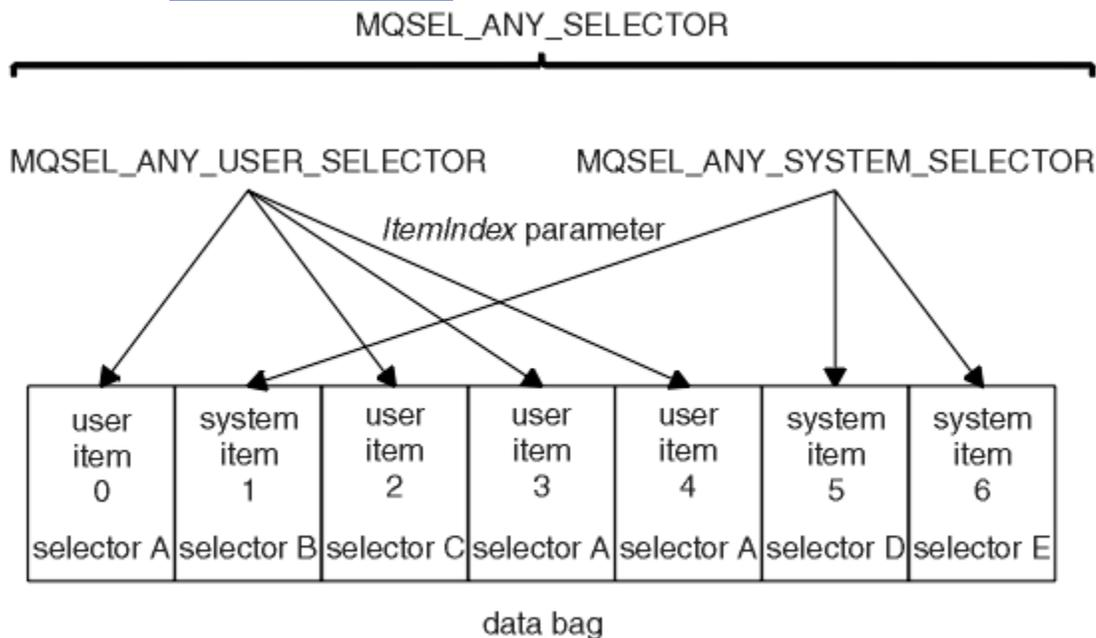 MQSEL_ANY_SELECTOR
MQSEL_ANY_USER_SELECTOR
MQSEL_ANY_SYSTEM_SELECTOR
ItemIndex parameter
user
item
0
selector A
system
item
1
selector B
user
item
2
selector C
user
item
3
selector A
user
item
4
selector A
system
item
5
selector D
system
item
6
selector E
data bag